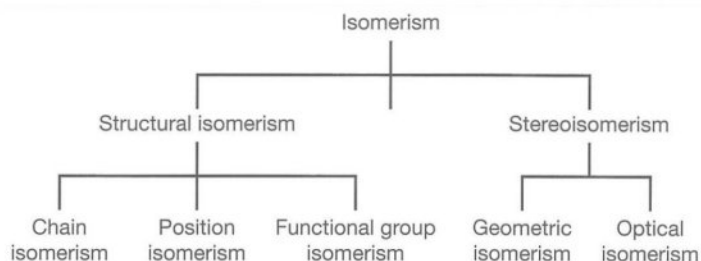 Isomerism
Structural isomerism
Stereoisomerism
Chain
isomerism
Position
isomerism
Functional group
isomerism
Geometric
isomerism
Optical
isomerism